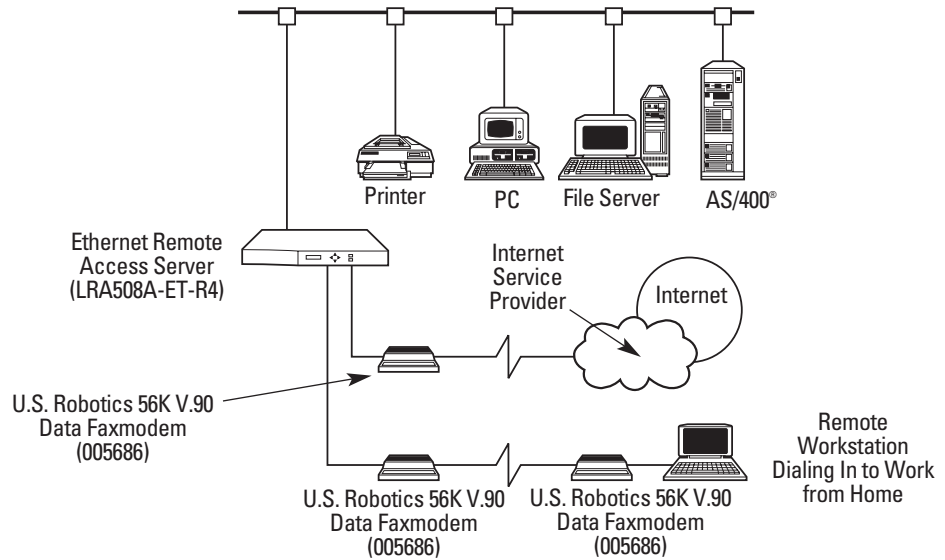 Printer
PC
File Server
AS/400®
Ethernet Remote
Access Server
(LRA508A-ET-R4)
Internet
Service
Provider
Internet
U.S. Robotics 56K V.90
Data Faxmodem
(005686)
Remote
Workstation
Dialing In to Work
from Home
U.S. Robotics 56K V.90
Data Faxmodem
(005686)
U.S. Robotics 56K V.90
Data Faxmodem
(005686)